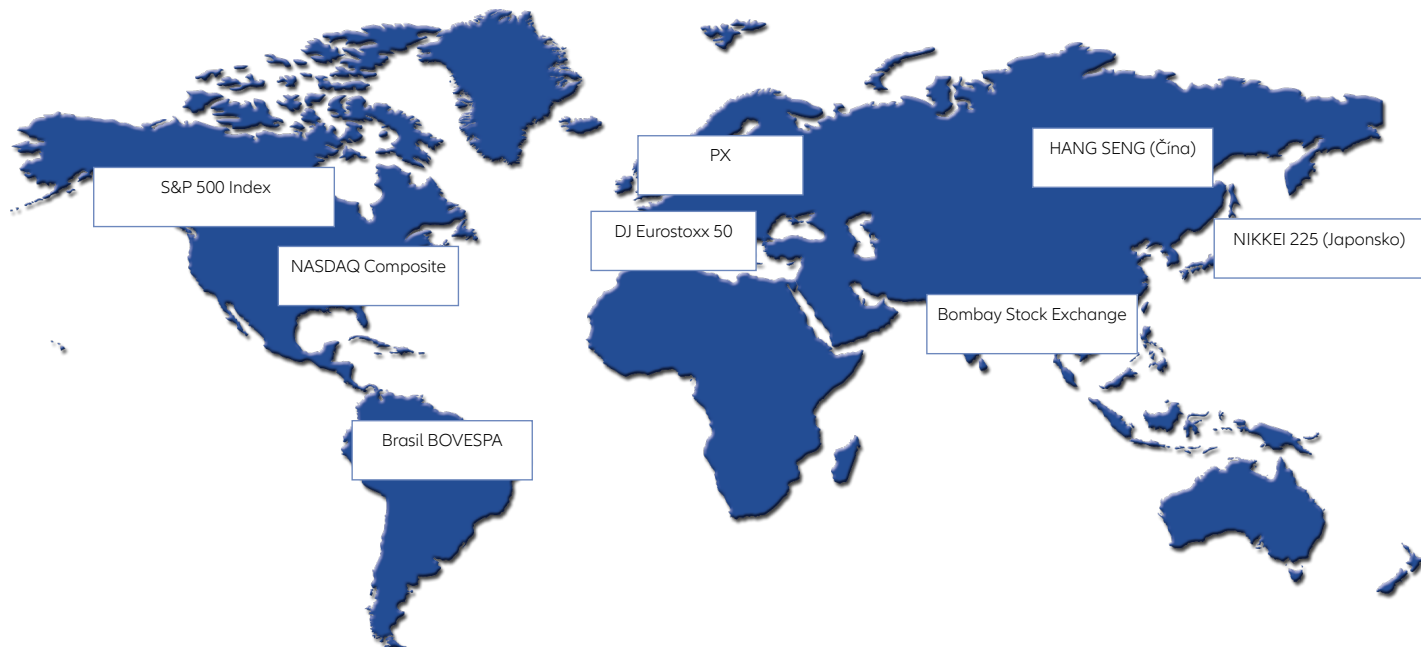 PX
HANG SENG (Čína)
S&P 500 Index
DJ Eurostoxx 50
NIKKEI 225 (Japonsko)
NASDAQ Composite
Bombay Stock Exchange
Brasil BOVESPA